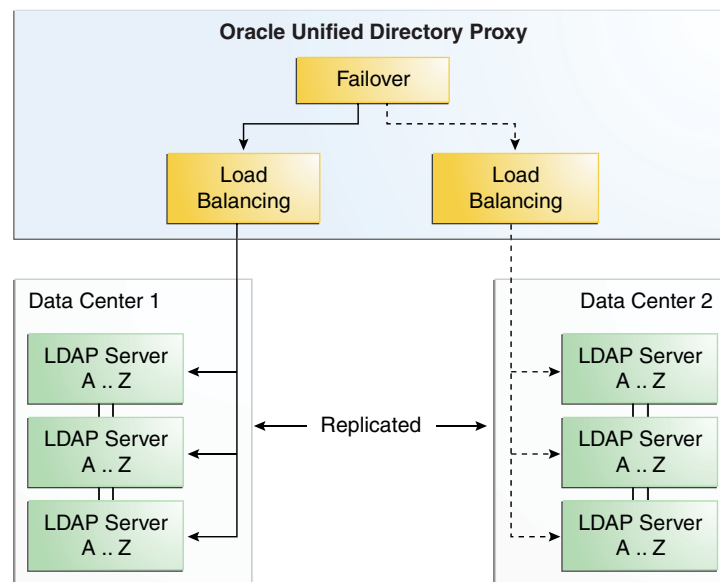 Oracle Unified Directory Proxy
Failover
Load
Balancing
Load
Balancing
Data Center 1
LDAP Server
A .. Z
LDAP Server
A .. Z
LDAP Server
A .. Z
Replicated
Data Center 2
LDAP Server
A .. Z
LDAP Server
A .. Z
LDAP Server
A .. Z